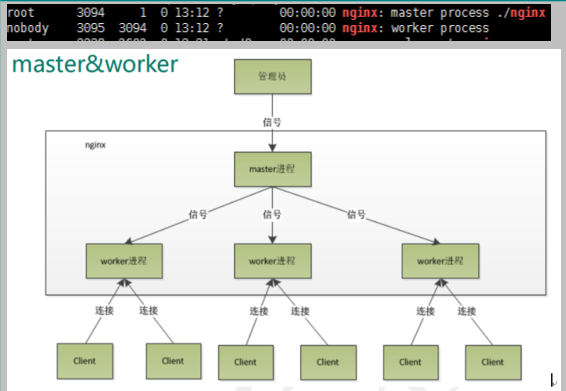 root 3094 1 0 13:12 ? 00:00:00 nginx: master process ./nginx
nobody 3095 3094 0 13:12 ? 00:00:00 nginx: worker process
master&worker
管理员
信号
nginx
master进程
信号 信号 信号
worker进程 worker进程 worker进程
连接 连接 连接 连接 连接 连接
Client Client Client Client Client Client